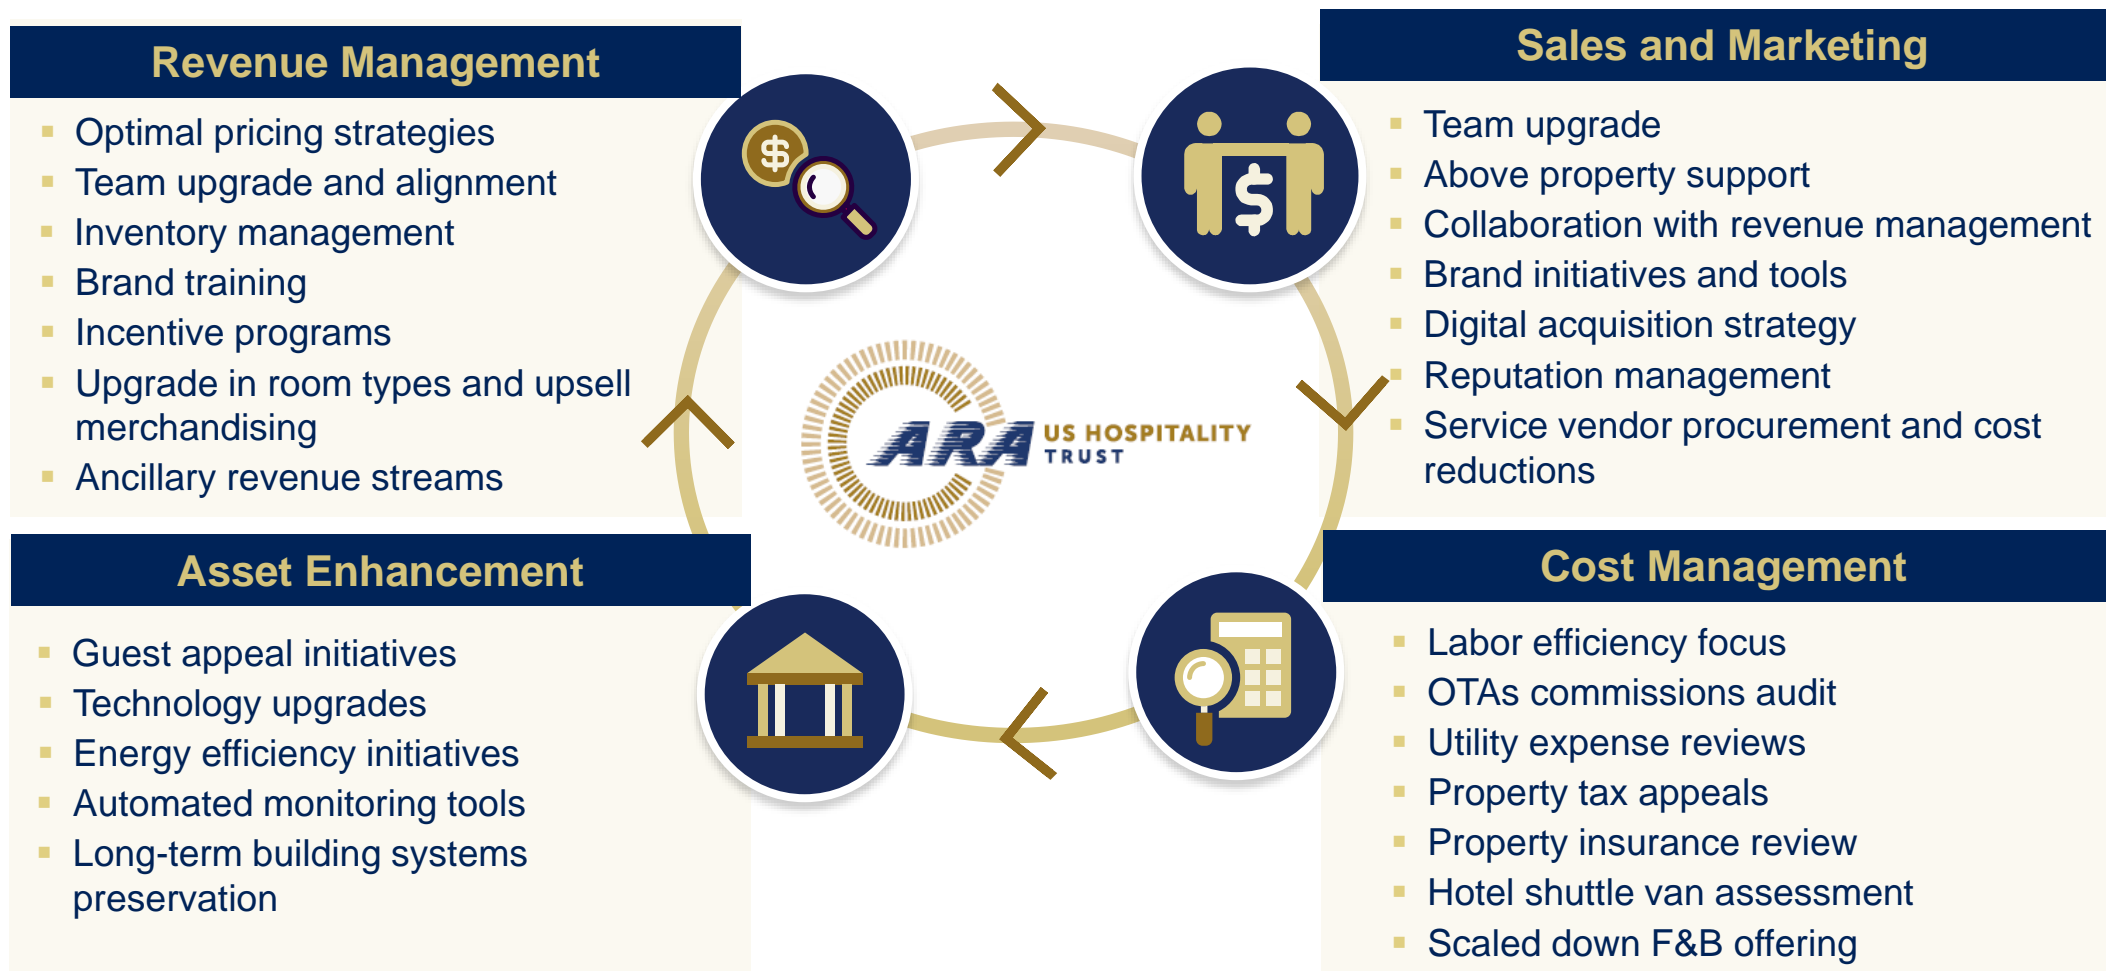 Revenue Management
Optimal pricing strategies
Team upgrade and alignment
Inventory management
Brand training
Incentive programs
Upgrade in room types and upsell
merchandising
Ancillary revenue streams
Sales and Marketing
Team upgrade
Above property support
Collaboration with revenue management
Brand initiatives and tools
Digital acquisition strategy
Reputation management
Service vendor procurement and cost
reductions
$
$
ARA US HOSPITALITY
TRUST
Asset Enhancement
Guest appeal initiatives
Technology upgrades
Energy efficiency initiatives
Automated monitoring tools
Long-term building systems
preservation
Cost Management
Labor efficiency focus
OTAs commissions audit
Utility expense reviews
Property tax appeals
Property insurance review
Hotel shuttle van assessment
Scaled down F&B offering